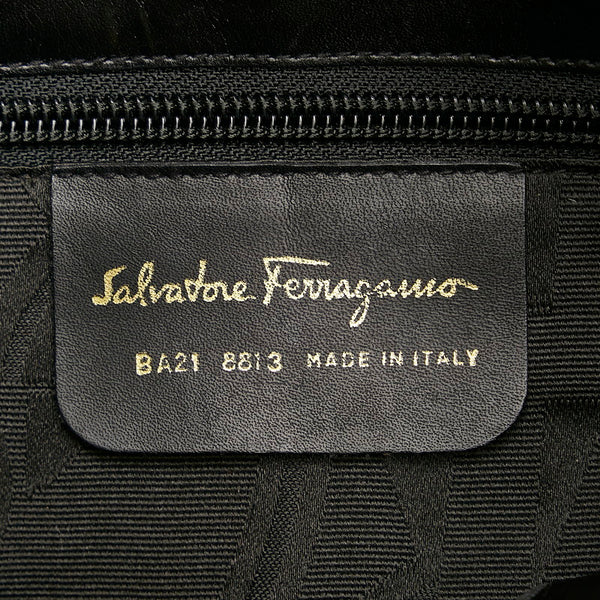 Salvatore Ferragamo
BA21 8813 MADE IN ITALY